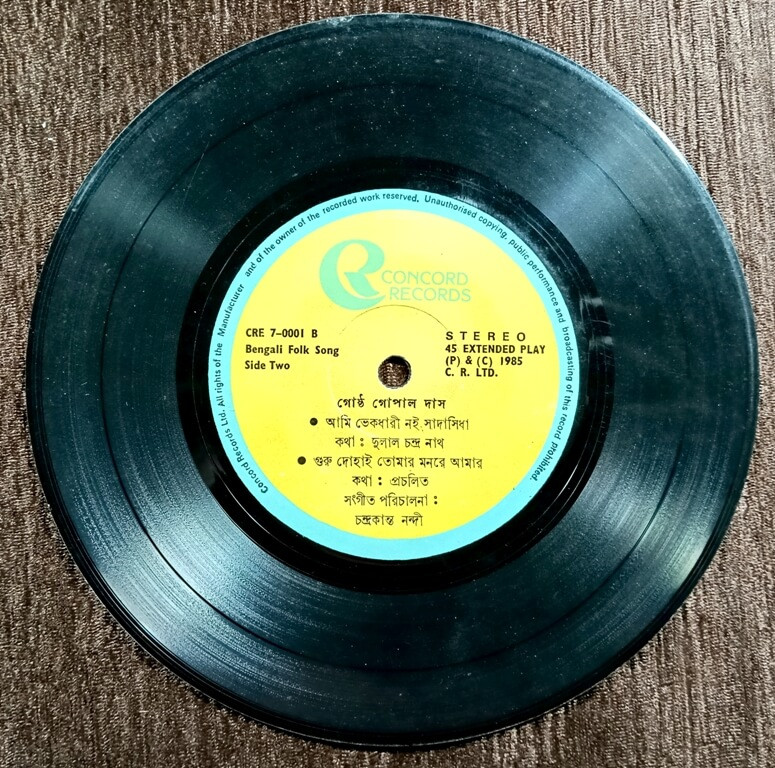 Concord Records Ltd. All rights of the Manufacturer and of the owner of the recorded work reserved. Unauthorised copying, public performance and broadcasting of this record prohibited.
CONCORD
RECORDS
CRE 7-0001 B
Bengali Folk Song
Side Two
STEREO
45 EXTENDED PLAY
(P) & (C) 1985
C. R. LTD.
গোষ্ঠ গোপাল দাস
● আমি ভেকধারী নই সাদাসিধা
কথা : দুলাল চন্দ্র নাথ
● গুরু দোহাই তোমার মনরে আমার
কথা : প্রচলিত
সংগীত পরিচালনা :
চন্দ্রকান্ত নন্দী